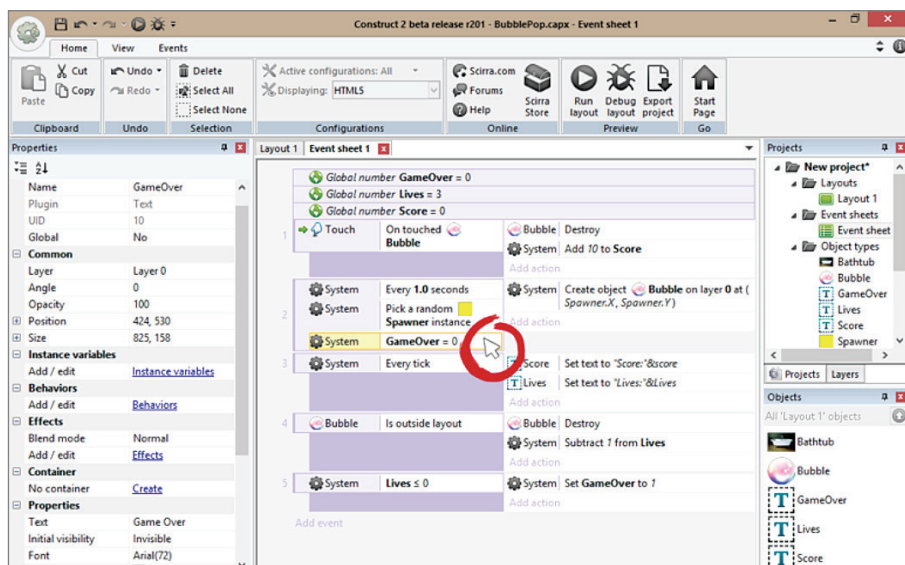 Construct 2 beta release r201 - BubblePop.capx - Event sheet 1
Home View Events
Paste
Cut
Copy
Clipboard
Undo
Redo
Undo
Delete
Select All
Select None
Selection
Active configurations: All
Displaying: HTML5
Configurations
Scirra.com
Forums
Help
Scirra
Store
Online
Run
layout
Debug
layout
Export
project
Preview
Start
Page
Go
Properties
Name GameOver
Plugin Text
UID 10
Global No
Common
Layer Layer 0
Angle 0
Opacity 100
Position 424, 530
Size 825, 158
Instance variables
Add / edit Instance variables
Behaviors
Add / edit Behaviors
Effects
Blend mode Normal
Add / edit Effects
Container
No container Create
Properties
Text Game Over
Initial visibility Invisible
Font Arial(72)
Layout 1 Event sheet 1
Global number GameOver = 0
Global number Lives = 3
Global number Score = 0
1
Touch On touched
Bubble
Bubble Destroy
System Add 10 to Score
Add action
2
System Every 1.0 seconds
System Pick a random
Spawner instance
System GameOver = 0
System Create object Bubble on layer 0 at (
Spawner.X, Spawner.Y)
Add action
3
System Every tick
Score Set text to "Score:"&score
Lives Set text to "Lives:"&Lives
Add action
4
Bubble Is outside layout
Bubble Destroy
System Subtract 1 from Lives
Add action
5
System Lives ≤ 0
System Set GameOver to 1
Add action
Add event
Projects
New project*
Layouts
Layout 1
Event sheets
Event sheet
Object types
Bathtub
Bubble
GameOver
Lives
Score
Spawner
Projects Layers
Objects
All 'Layout 1' objects
Bathtub
Bubble
GameOver
Lives
Score